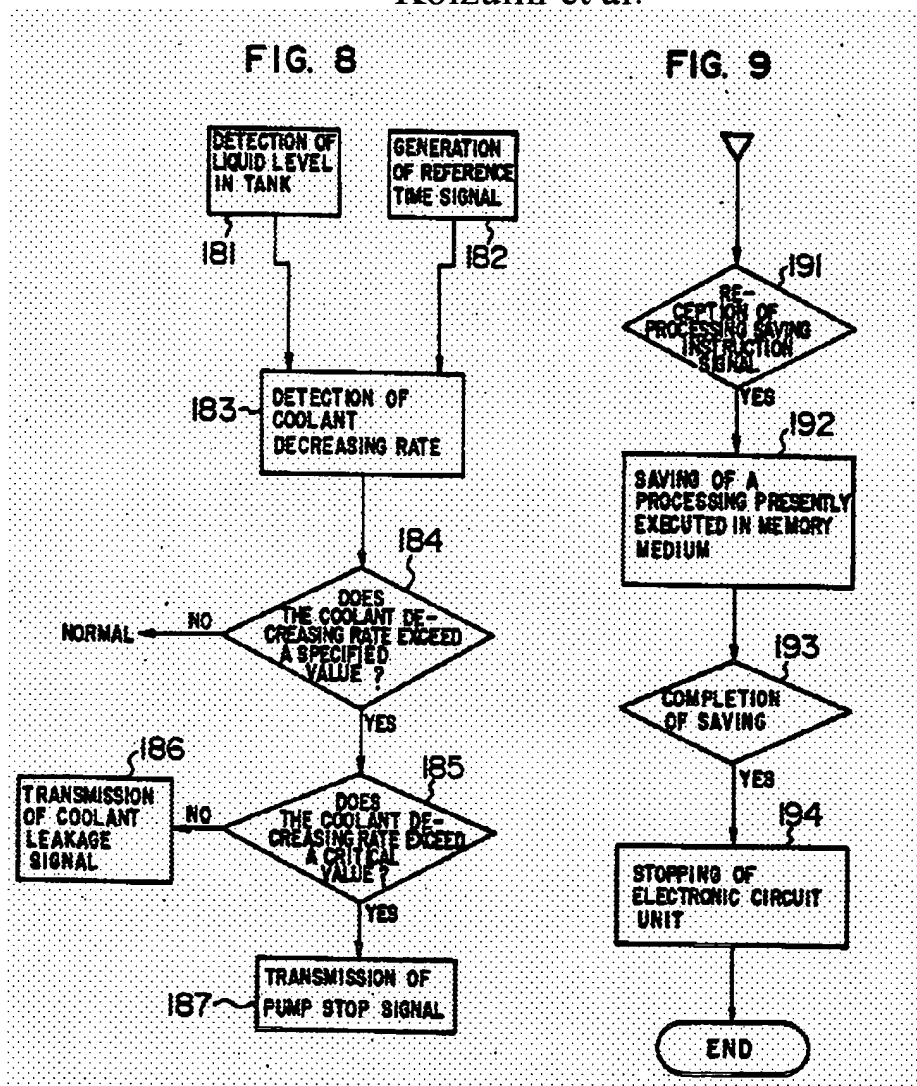 Koizumi et al.
FIG. 8
DETECTION OF
LIQUID LEVEL
IN TANK
181
GENERATION
OF REFERENCE
TIME SIGNAL
182
183
DETECTION OF
COOLANT
DECREASING RATE
184
DOES
THE COOLANT DE-
CREASING RATE EXCEED
A SPECIFIED
VALUE ?
NO
NORMAL
YES
185
DOES
THE COOLANT DE-
CREASING RATE EXCEED
A CRITICAL
VALUE ?
NO
186
TRANSMISSION
OF COOLANT
LEAKAGE
SIGNAL
YES
187
TRANSMISSION OF
PUMP STOP SIGNAL
FIG. 9
191
RE-
CEPTION OF
PROCESSING SAVING
INSTRUCTION
SIGNAL
YES
192
SAVING OF A
PROCESSING PRESENTLY
EXECUTED IN MEMORY
MEDIUM
193
COMPLETION
OF SAVING
YES
194
STOPPING OF
ELECTRONIC CIRCUIT
UNIT
END